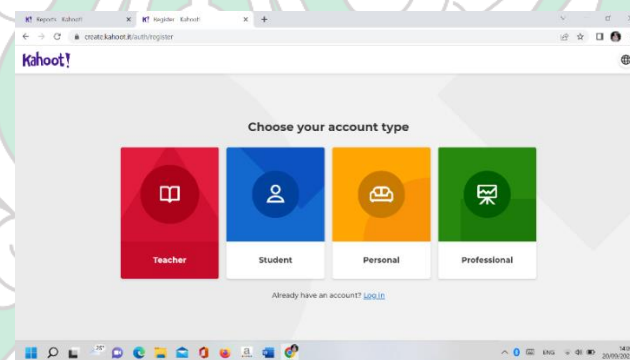 Reports - Kahoot!
Register - Kahoot!
create.kahoot.it/auth/register
Kahoot!
Choose your account type
Teacher
Student
Personal
Professional
Already have an account? Log in
ENG